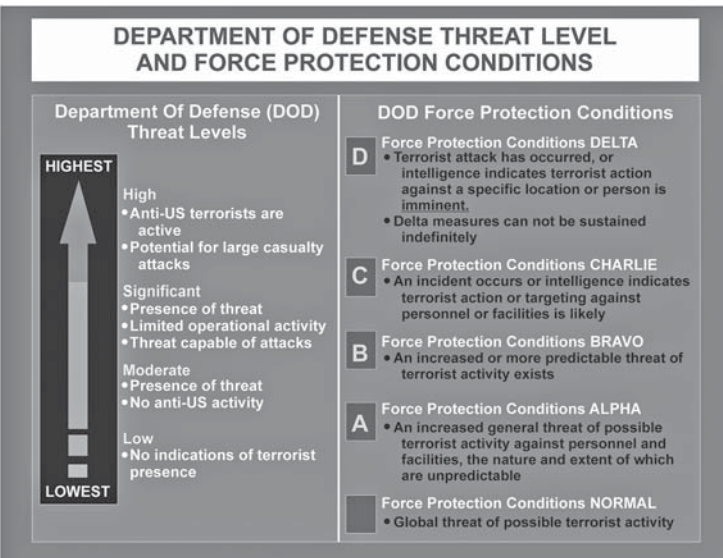 DEPARTMENT OF DEFENSE THREAT LEVEL
AND FORCE PROTECTION CONDITIONS
Department Of Defense (DOD)
Threat Levels
HIGHEST
High
•Anti-US terrorists are
active
•Potential for large casualty
attacks
Significant
•Presence of threat
•Limited operational activity
•Threat capable of attacks
Moderate
•Presence of threat
•No anti-US activity
Low
•No indications of terrorist
presence
LOWEST
DOD Force Protection Conditions
D
Force Protection Conditions DELTA
• Terrorist attack has occurred, or
intelligence indicates terrorist action
against a specific location or person is
imminent.
• Delta measures can not be sustained
indefinitely
C
Force Protection Conditions CHARLIE
• An incident occurs or intelligence indicates
terrorist action or targeting against
personnel or facilities is likely
B
Force Protection Conditions BRAVO
• An increased or more predictable threat of
terrorist activity exists
A
Force Protection Conditions ALPHA
• An increased general threat of possible
terrorist activity against personnel and
facilities, the nature and extent of which
are unpredictable
Force Protection Conditions NORMAL
• Global threat of possible terrorist activity